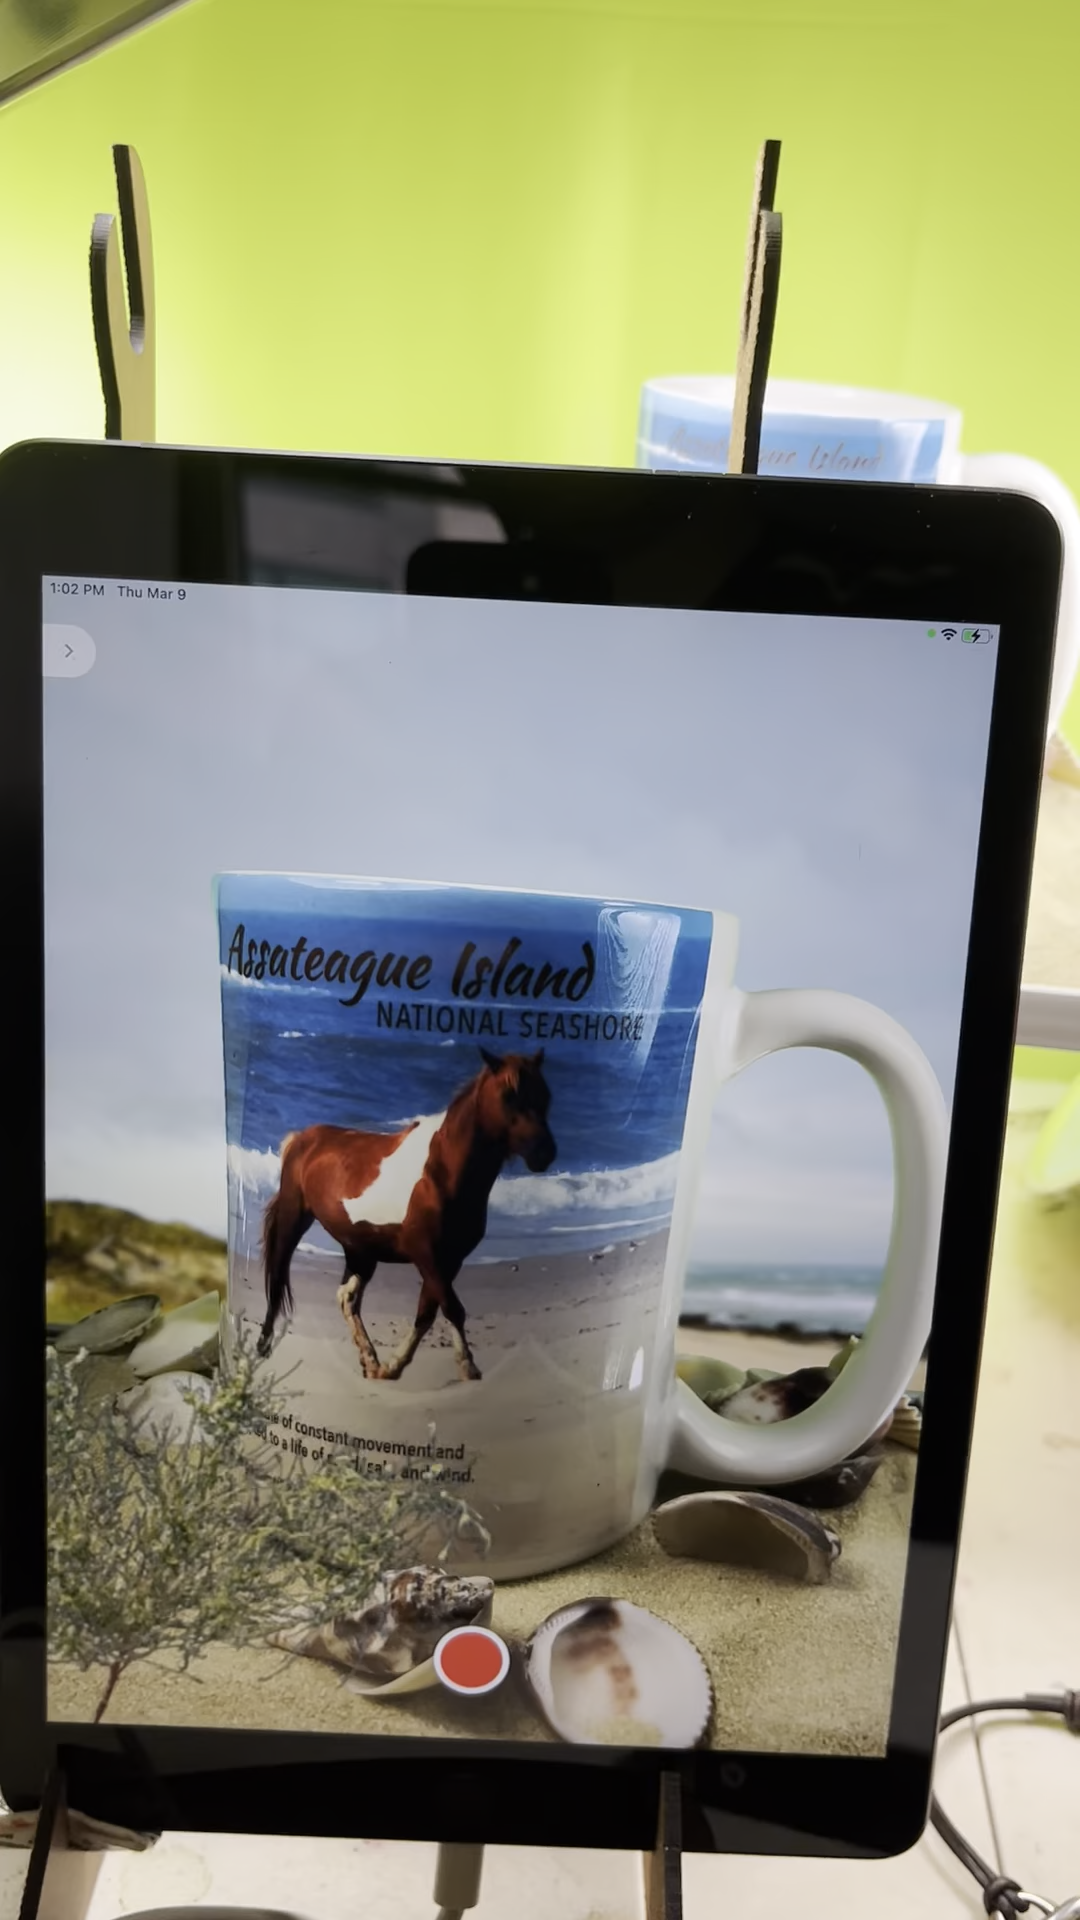 Island
1:02 PM Thu Mar 9
Assateague Island
NATIONAL SEASHORE
of constant movement and
to a life of and wind.